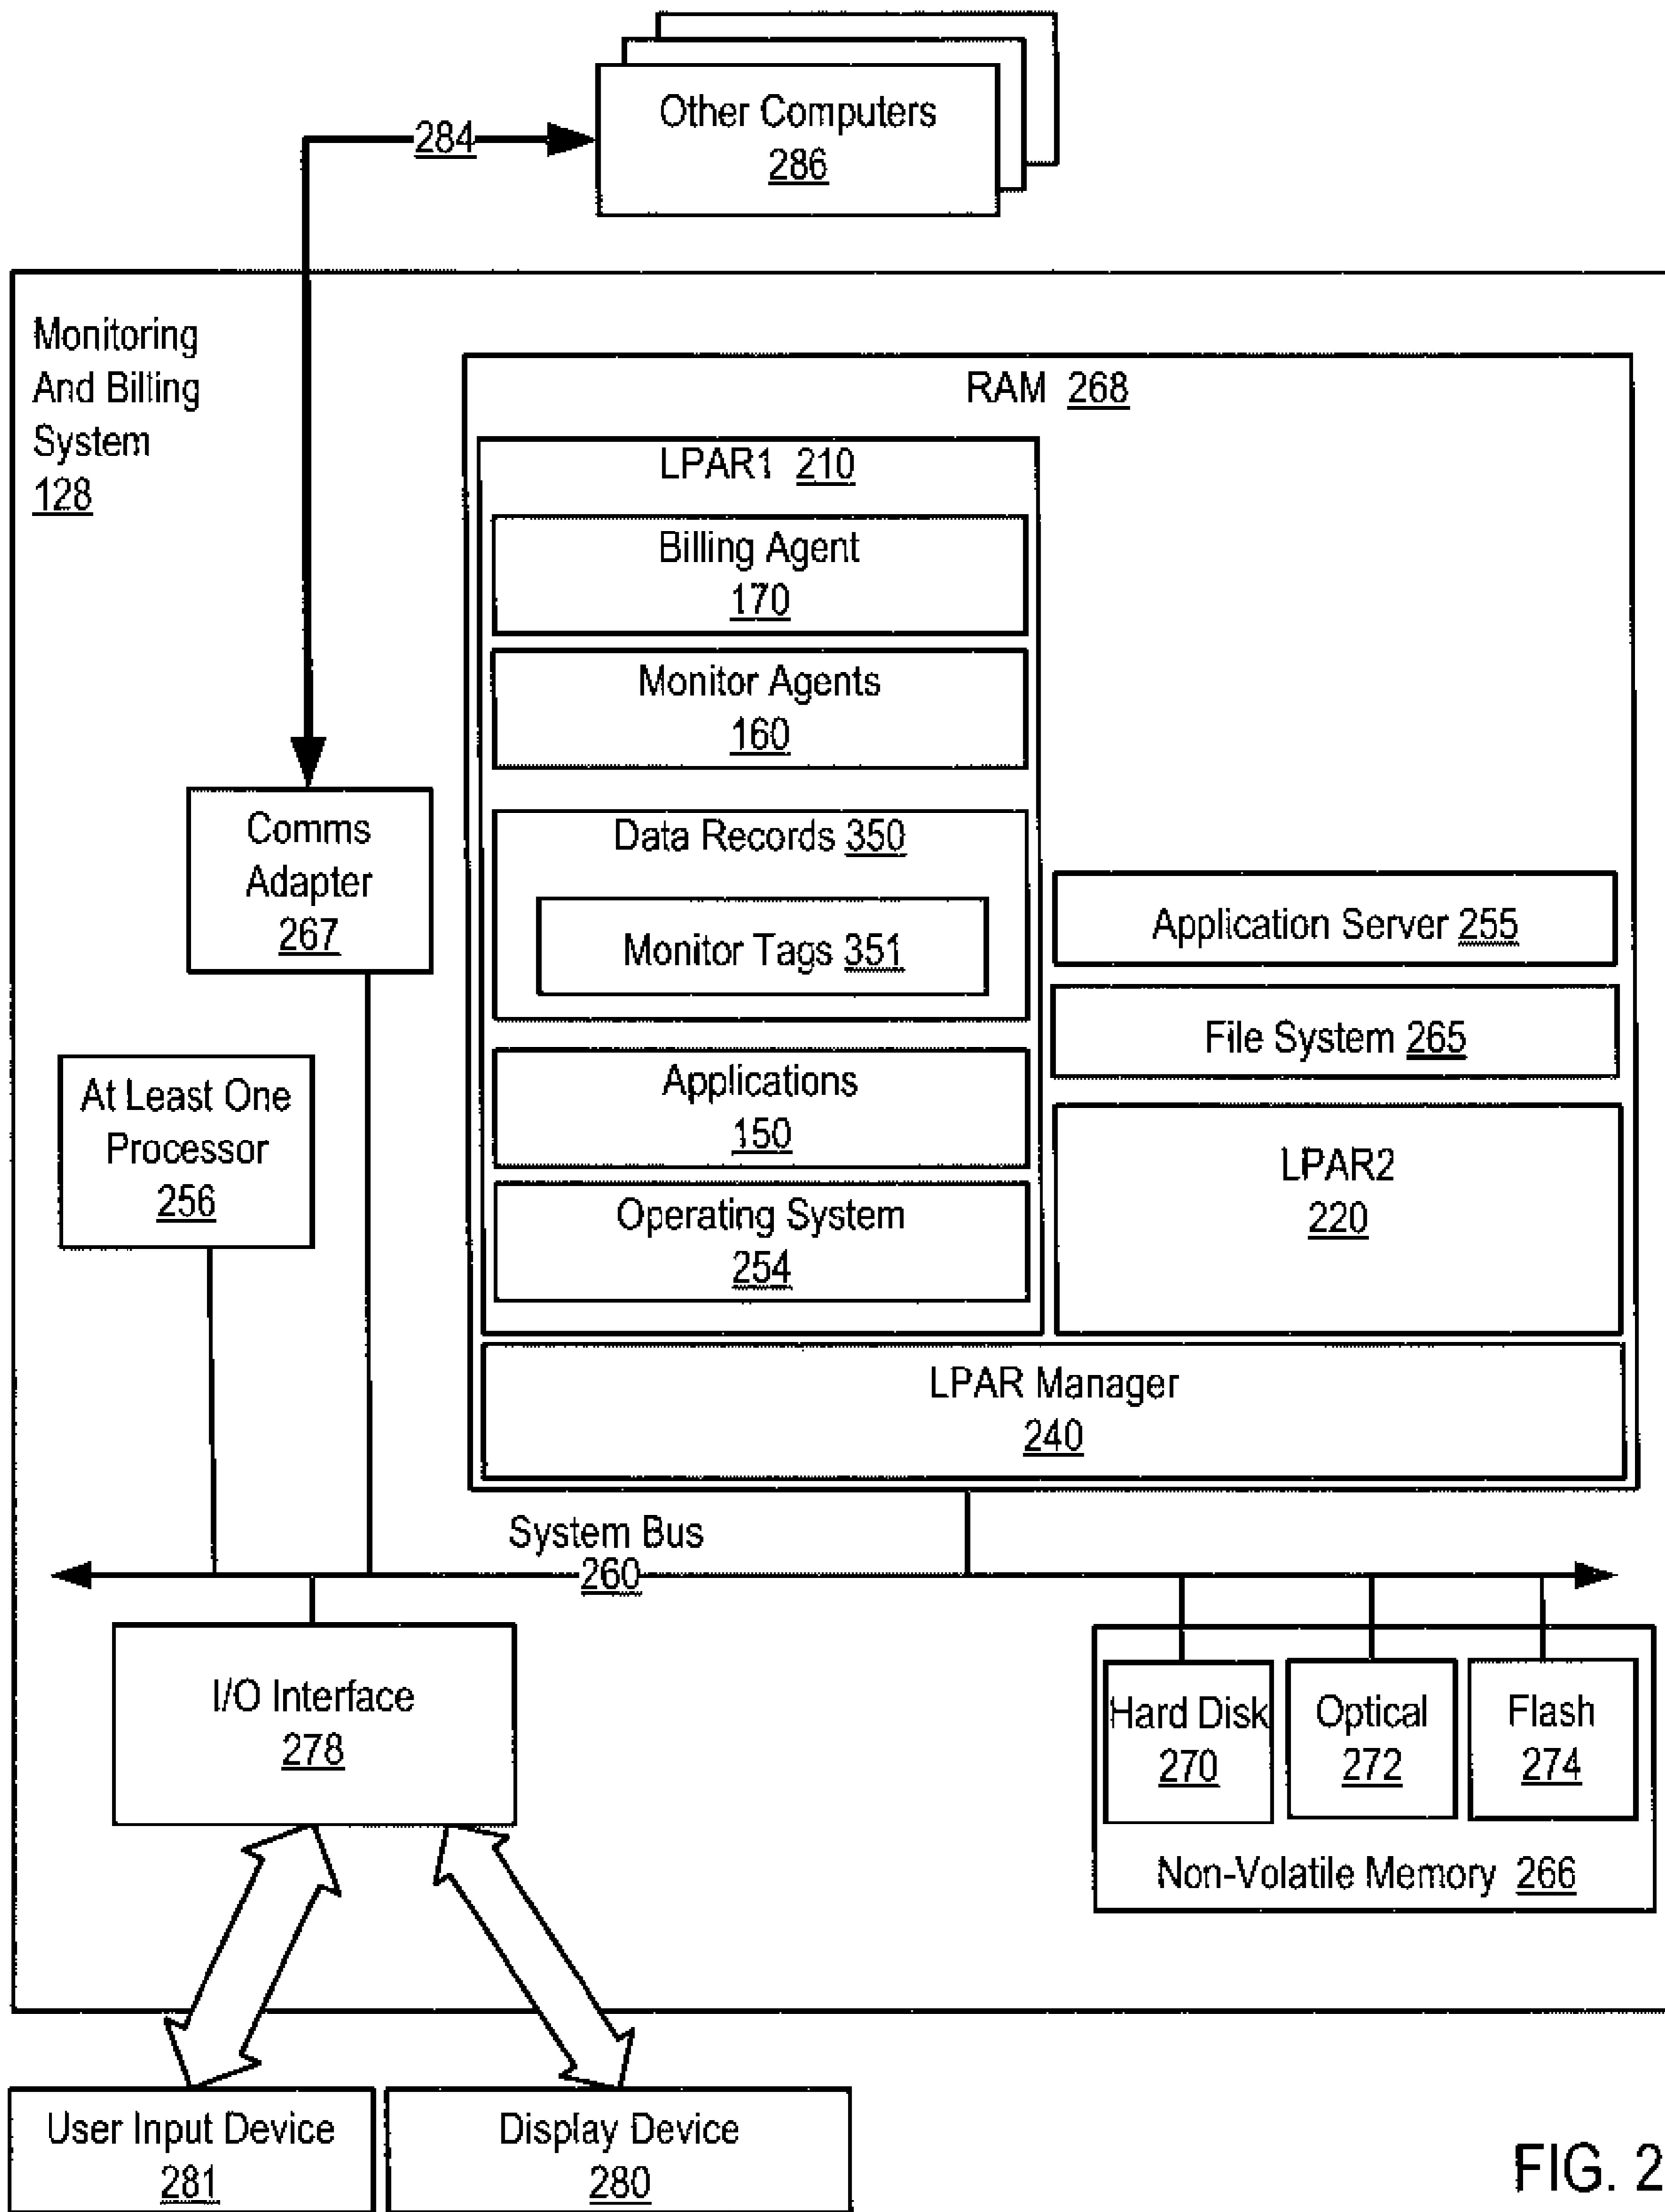 Other Computers
286
284
Monitoring
And Billing
System
128
RAM 268
LPAR1 210
Billing Agent
170
Monitor Agents
160
Data Records 350
Monitor Tags 351
Applications
150
Operating System
254
Application Server 255
File System 265
LPAR2
220
LPAR Manager
240
Comms
Adapter
267
At Least One
Processor
256
System Bus
260
I/O Interface
278
Hard Disk
270
Optical
272
Flash
274
Non-Volatile Memory 266
User Input Device
281
Display Device
280
FIG. 2